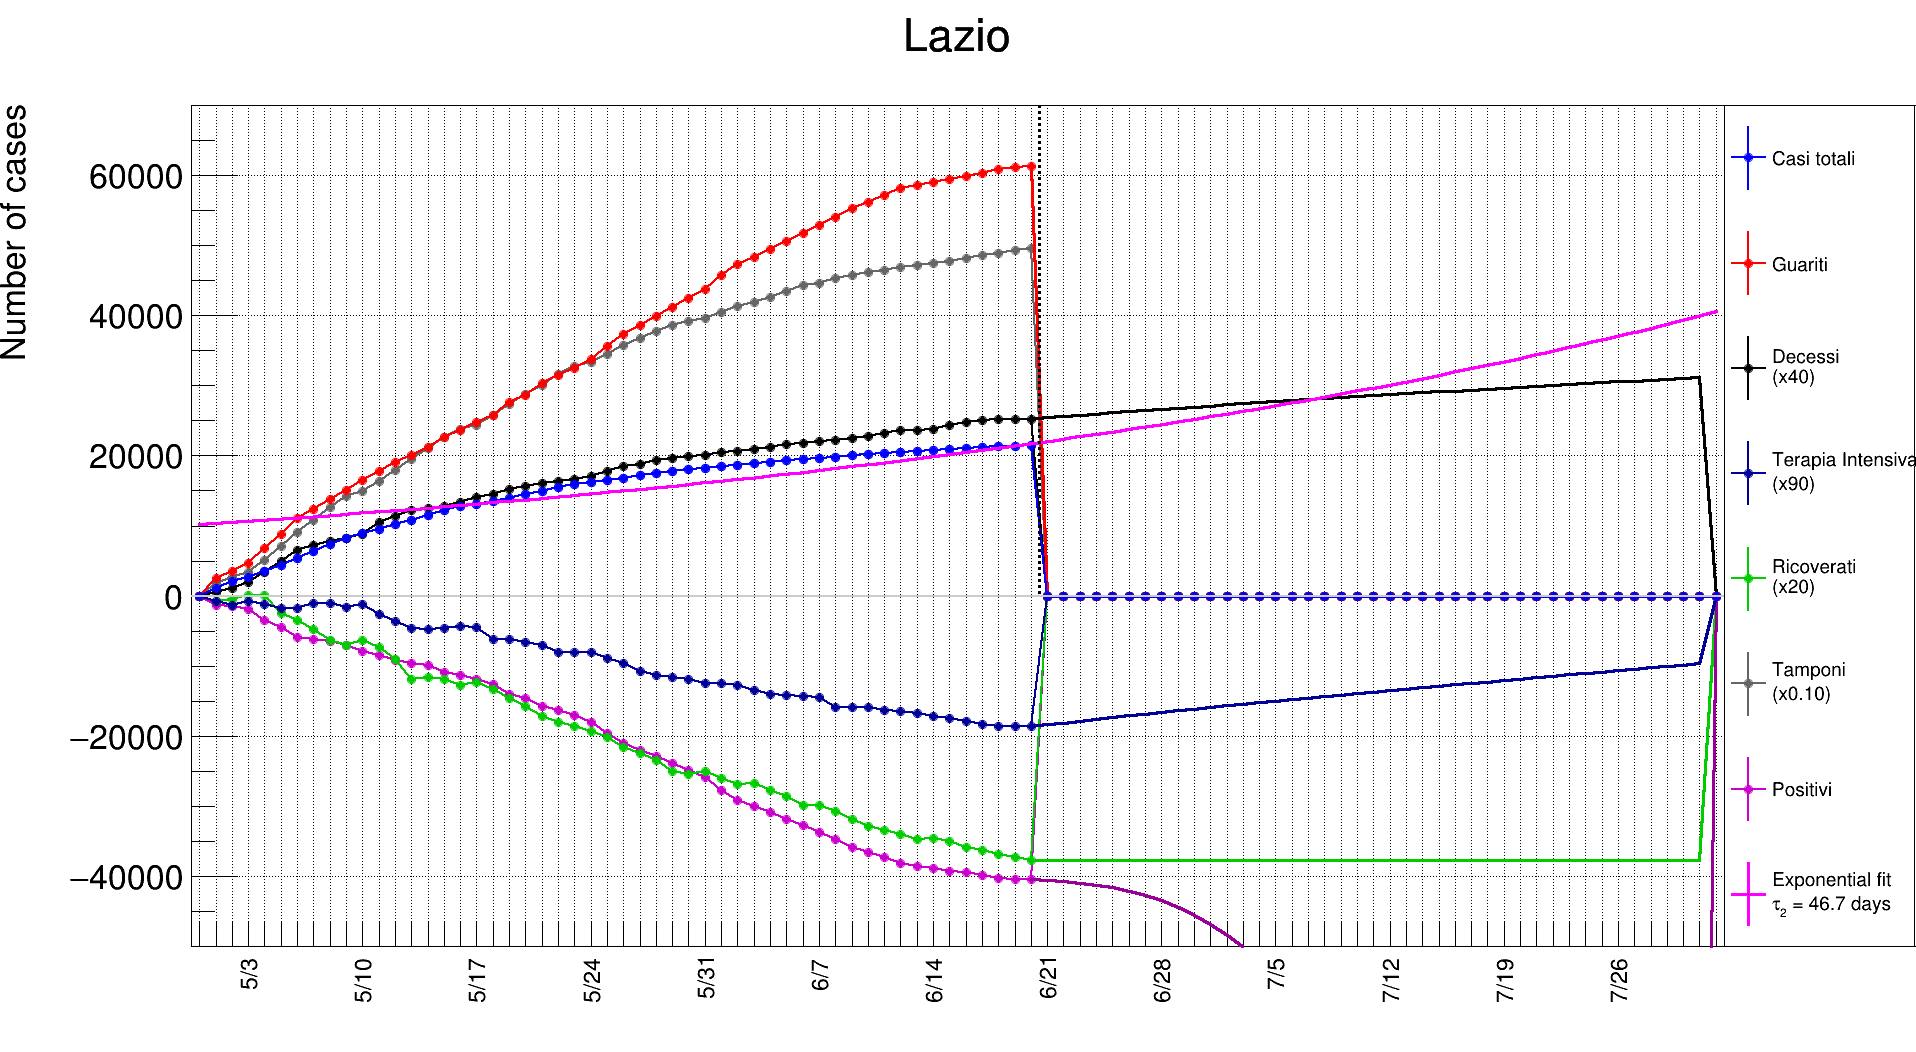 Lazio
Number of cases
60000
40000
20000
0
−20000
−40000
5/3
5/10
5/17
5/24
5/31
6/7
6/14
6/21
6/28
7/5
7/12
7/19
7/26
Casi totali
Guariti
Decessi
(x40)
Terapia Intensiva
(x90)
Ricoverati
(x20)
Tamponi
(x0.10)
Positivi
Exponential fit
τ₂ = 46.7 days